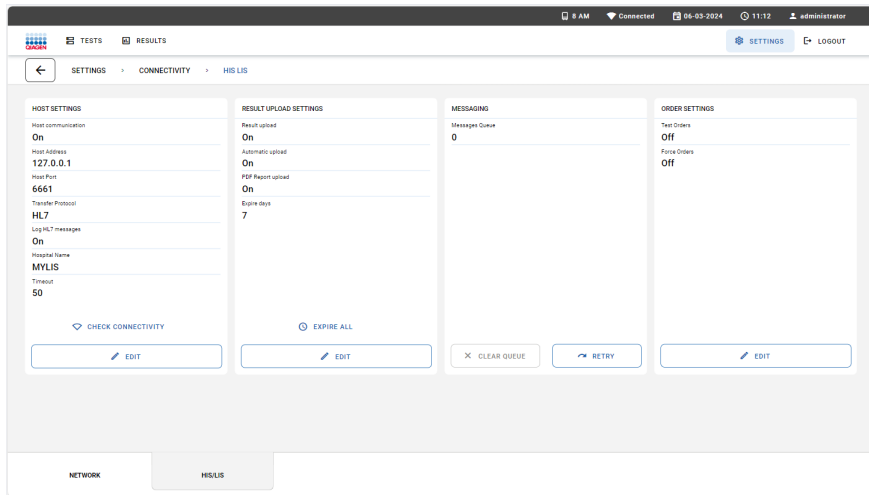 8 AM Connected 06-03-2024 11:12 administrator
QIAGEN TESTS RESULTS SETTINGS LOGOUT
SETTINGS > CONNECTIVITY > HIS LIS
HOST SETTINGS
Host communication
On
Host Address
127.0.0.1
Host Port
6661
Transfer Protocol
HL7
Log HL7 messages
On
Hospital Name
MYLIS
Timeout
50
CHECK CONNECTIVITY
EDIT
RESULT UPLOAD SETTINGS
Result upload
On
Automatic upload
On
PDF Report upload
On
Expire days
7
EXPIRE ALL
EDIT
MESSAGING
Messages Queue
0
CLEAR QUEUE
RETRY
ORDER SETTINGS
Test Orders
Off
Force Orders
Off
EDIT
NETWORK HIS/LIS